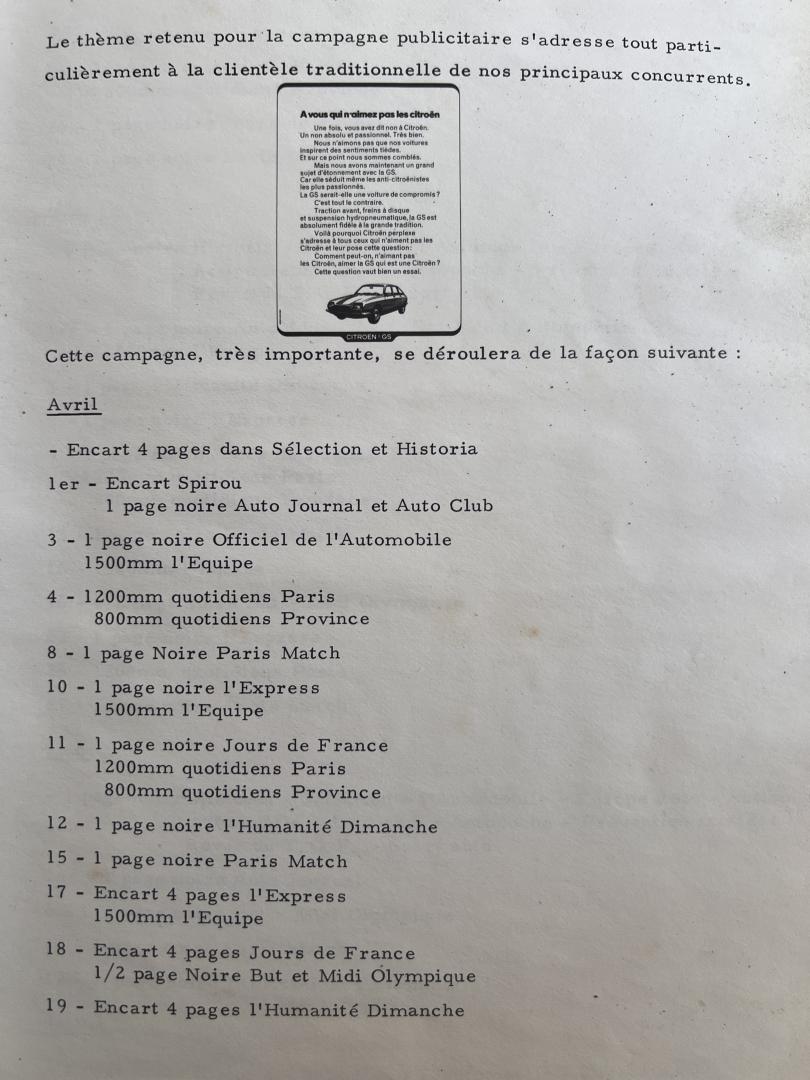 Le thème retenu pour la campagne publicitaire s'adresse tout parti-
culièrement à la clientèle traditionnelle de nos principaux concurrents.
A vous qui n'aimez pas les citroën
Une fois, vous avez dit non à Citroën.
Un non absolu et passionnel. Très bien.
Nous n'aimons pas que nos voitures
inspirent des sentiments tièdes.
Et sur ce point nous sommes comblés.
Mais nous avons maintenant un grand
sujet d'étonnement avec la GS.
Car elle séduit même les anti-citroënistes
les plus passionnés.
La GS serait-elle une voiture de compromis ?
C'est tout le contraire.
Traction avant, freins à disque
et suspension hydropneumatique, la GS est
absolument fidèle à la grande tradition.
Voilà pourquoi Citroën perplexe
s'adresse à tous ceux qui n'aiment pas les
Citroën et leur pose cette question:
Comment peut-on, n'aimant pas
les Citroën, aimer la GS qui est une Citroën ?
Cette question vaut bien un essai.
CITROËN GS
Cette campagne, très importante, se déroulera de la façon suivante :
Avril
- Encart 4 pages dans Sélection et Historia
1er - Encart Spirou
1 page noire Auto Journal et Auto Club
3 - 1 page noire Officiel de l'Automobile
1500mm l'Equipe
4 - 1200mm quotidiens Paris
800mm quotidiens Province
8 - 1 page Noire Paris Match
10 - 1 page noire l'Express
1500mm l'Equipe
11 - 1 page noire Jours de France
1200mm quotidiens Paris
800mm quotidiens Province
12 - 1 page noire l'Humanité Dimanche
15 - 1 page noire Paris Match
17 - Encart 4 pages l'Express
1500mm l'Equipe
18 - Encart 4 pages Jours de France
1/2 page Noire But et Midi Olympique
19 - Encart 4 pages l'Humanité Dimanche